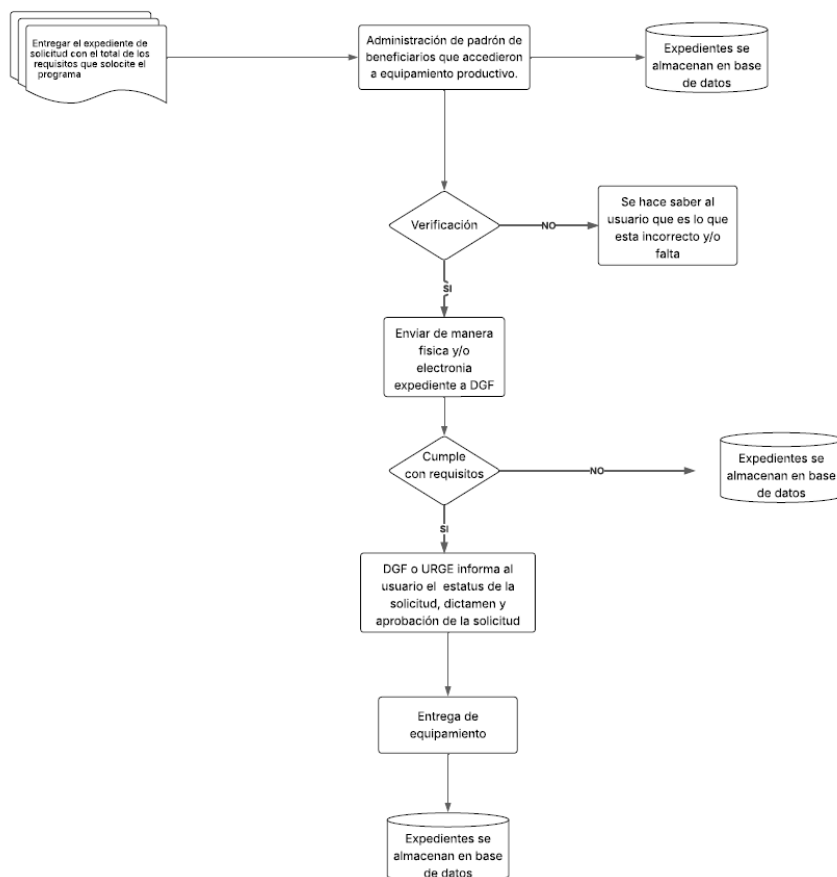 Entregar el expediente de
solicitud con el total de los
requisitos que solocite el
programa
Administración de padrón de
beneficiarios que accedieron
a equipamiento productivo.
Expedientes se
almacenan en base
de datos
Verificación
NO
Se hace saber al
usuario que es lo que
esta incorrecto y/o
falta
SI
Enviar de manera
fisica y/o
electronia
expediente a DGF
Cumple
con requisitos
NO
Expedientes se
almacenan en base
de datos
SI
DGF o URGE informa al
usuario el estatus de la
solicitud, dictamen y
aprobación de la solicitud
Entrega de
equipamiento
Expedientes se
almacenan en base
de datos